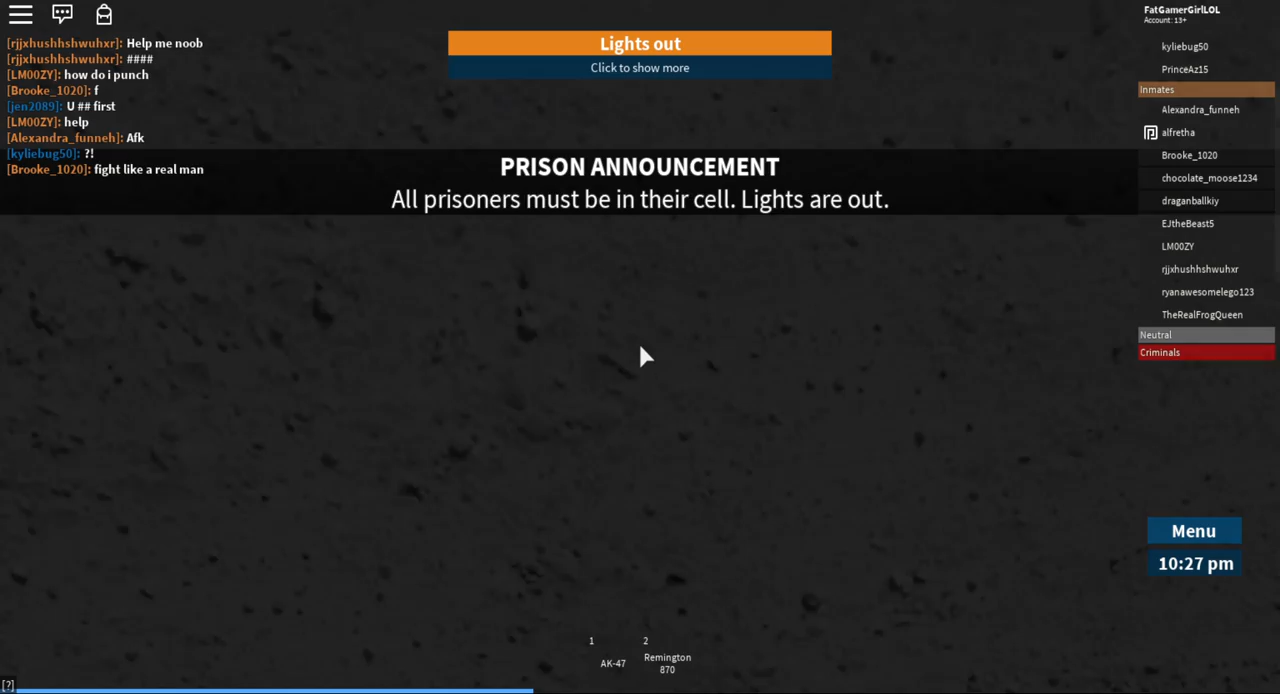 [rjjxhushhshwuhxr]: Help me noob
[rjjxhushhshwuhxr]: ####
[LM00ZY]: how do i punch
[Brooke_1020]: f
[jen2089]: U ## first
[LM00ZY]: help
[Alexandra_funneh]: Afk
[kyliebug50]: ?!
[Brooke_1020]: fight like a real man
Lights out
Click to show more
PRISON ANNOUNCEMENT
All prisoners must be in their cell. Lights are out.
FatGamerGirlLOL
Account: 13+
kyliebug50
PrinceAz15
Inmates
Alexandra_funneh
alfretha
Brooke_1020
chocolate_moose1234
draganballkiy
EJtheBeast5
LM00ZY
rjjxhushhshwuhxr
ryanawesomelego123
TheRealFrogQueen
Neutral
Criminals
Menu
10:27 pm
1
AK-47
2
Remington
870
[?]